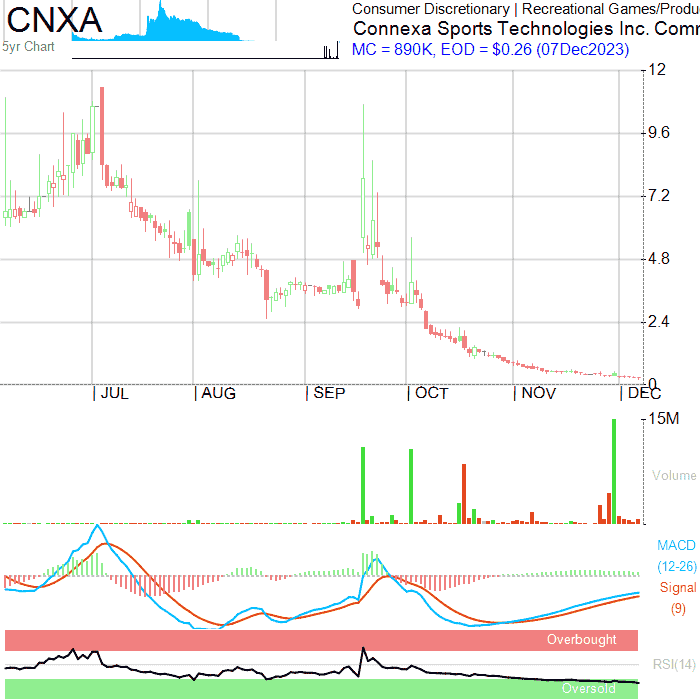 CNXA
5yr Chart
Consumer Discretionary | Recreational Games/Produ
Connexa Sports Technologies Inc. Comm
MC = 890K, EOD = $0.26 (07Dec2023)
12
9.6
7.2
4.8
2.4
0
JUL AUG SEP OCT NOV DEC
15M
Volume
MACD
(12-26)
Signal
(9)
Overbought
RSI(14)
Oversold